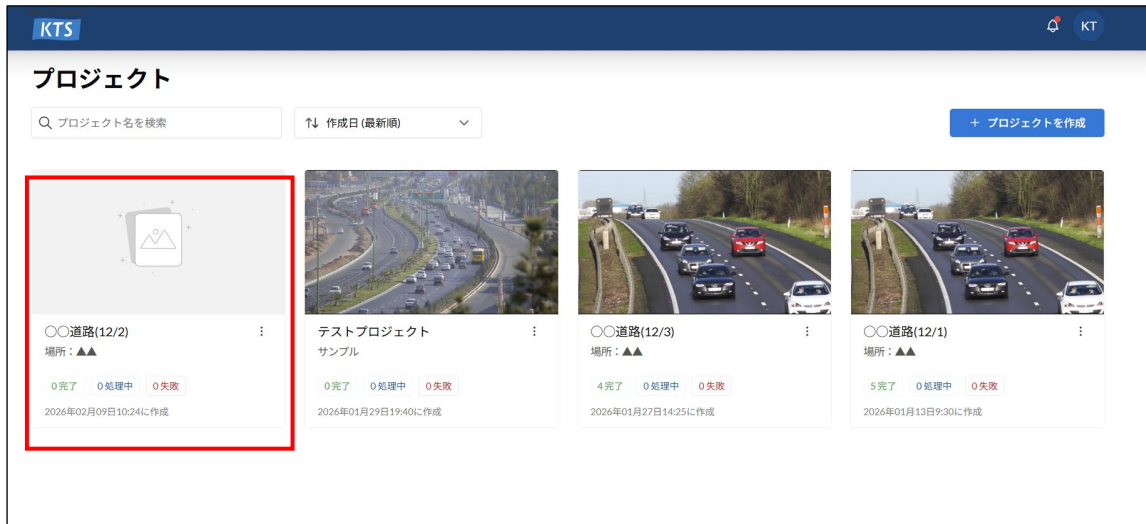 KTS
KT
プロジェクト
プロジェクト名を検索
作成日(最新順)
+ プロジェクトを作成
〇〇道路(12/2)
場所：▲▲
0完了 0処理中 0失敗
2026年02月09日10:24に作成
テストプロジェクト
サンプル
0完了 0処理中 0失敗
2026年01月29日19:40に作成
〇〇道路(12/3)
場所：▲▲
4完了 0処理中 0失敗
2026年01月27日14:25に作成
〇〇道路(12/1)
場所：▲▲
5完了 0処理中 0失敗
2026年01月13日9:30に作成